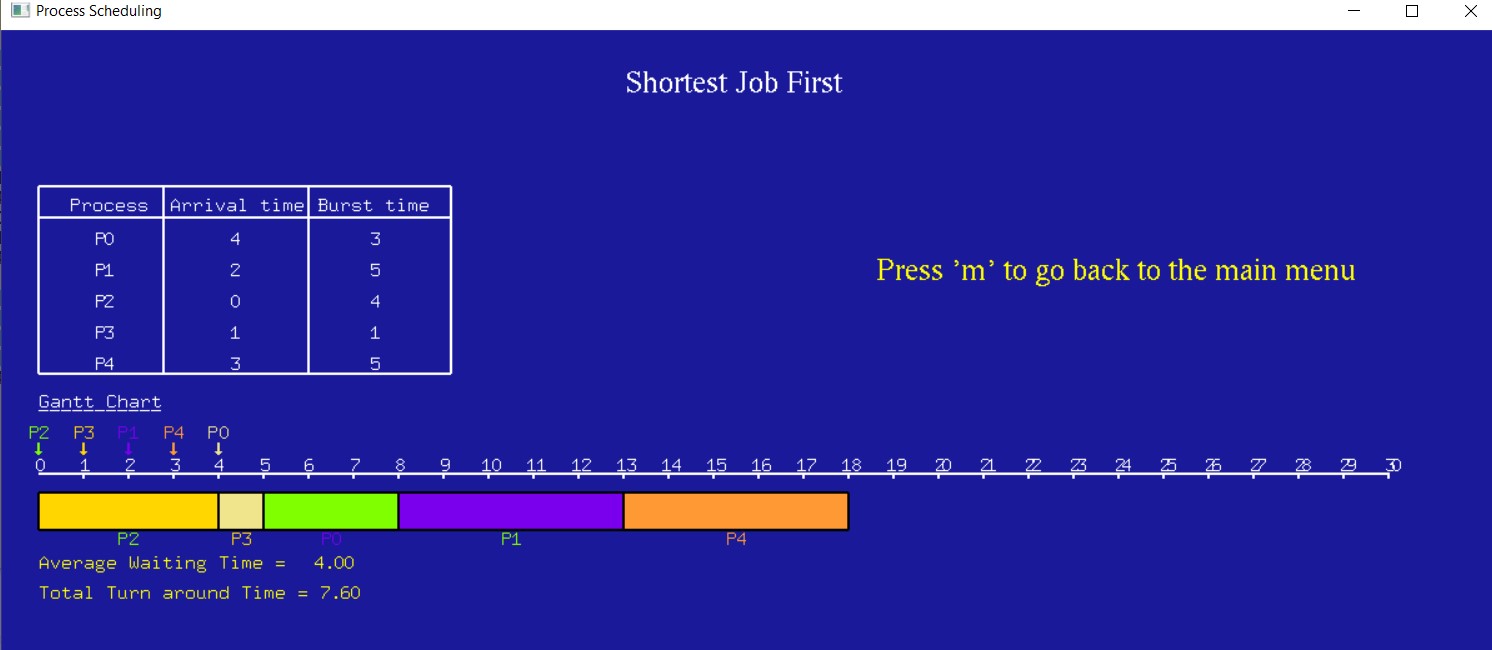 Process Scheduling
Shortest Job First
Process Arrival time Burst time
P0 4 3
P1 2 5
P2 0 4
P3 1 1
P4 3 5
Press 'm' to go back to the main menu
Gantt Chart
P2 P3 P1 P4 P0
0 1 2 3 4 5 6 7 8 9 10 11 12 13 14 15 16 17 18 19 20 21 22 23 24 25 26 27 28 29 30
P2 P3 P0 P1 P4
Average Waiting Time = 4.00
Total Turn around Time = 7.60